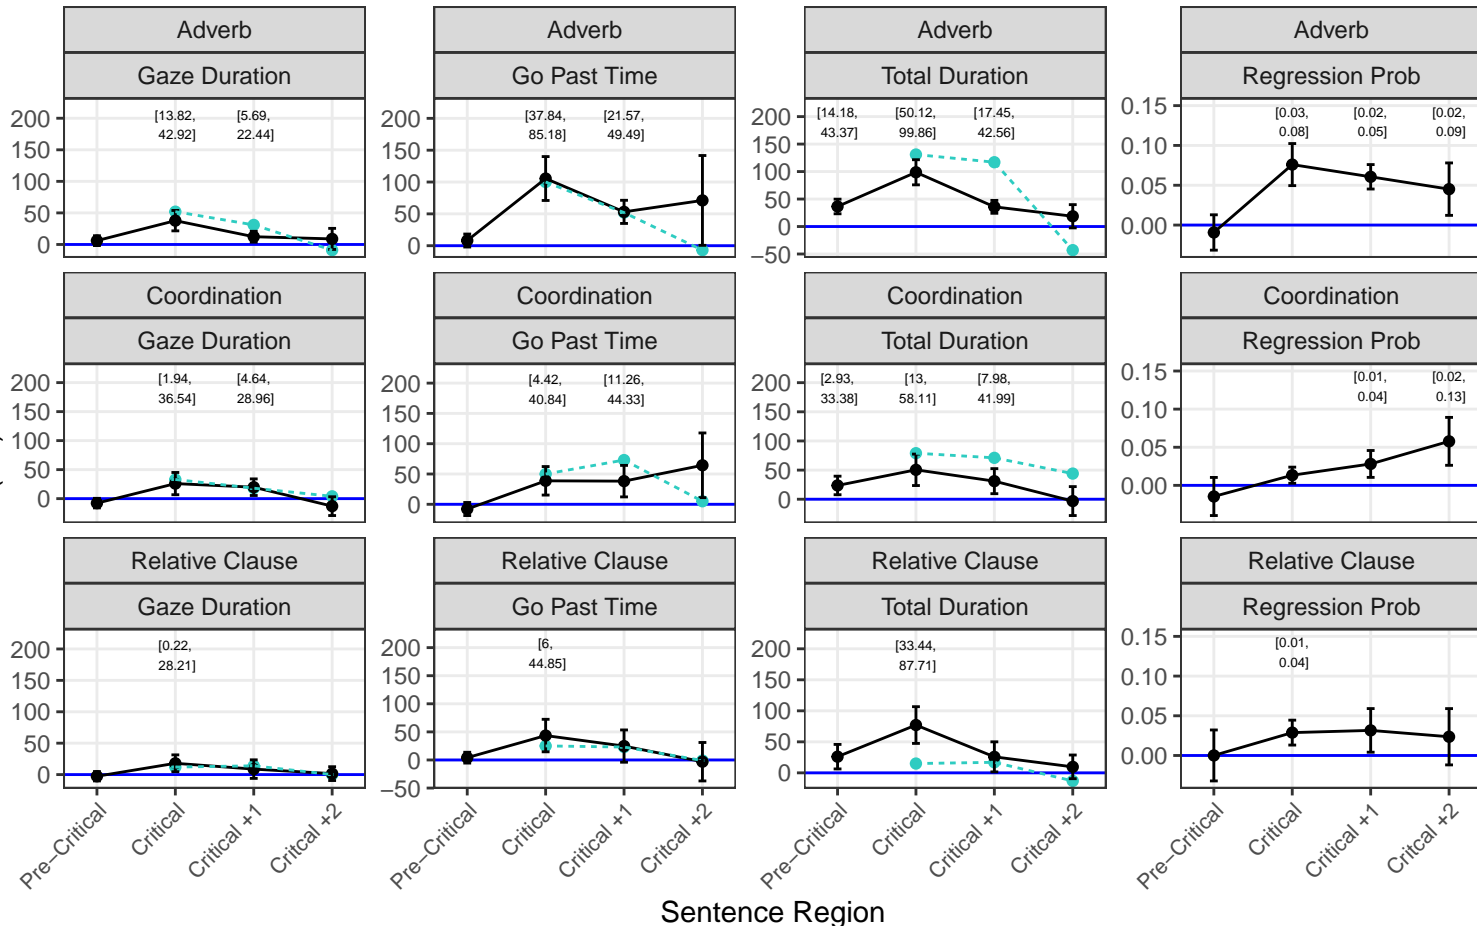 Adverb Adverb Adverb Adverb
Gaze Duration Go Past Time Total Duration Regression Prob
200 [13.82, [5.69, 200 [37.84, [21.57, 200 [14.18, [50.12, [17.45, 0.15 [0.03, [0.02, [0.02,
42.92] 22.44] 85.18] 49.49] 43.37] 99.86] 42.56] 0.08] 0.05] 0.09]
150 150 150 0.10
100 100 100 0.05
50 50 50 0.00
0 0 0
−50
Coordination Coordination Coordination Coordination
Gaze Duration Go Past Time Total Duration Regression Prob
200 [1.94, [4.64, 200 [4.42, [11.26, 200 [2.93, [13, [7.98, 0.15 [0.01, [0.02,
36.54] 28.96] 40.84] 44.33] 33.38] 58.11] 41.99] 0.04] 0.13]
150 150 150 0.10
100 100 100 0.05
50 50 50 0.00
0 0 0
Relative Clause Relative Clause Relative Clause Relative Clause
Gaze Duration Go Past Time Total Duration Regression Prob
200 [0.22, 200 [6, 200 [33.44, 0.15 [0.01,
28.21] 44.85] 87.71] 0.04]
150 150 150 0.10
100 100 100 0.05
50 50 50 0.00
0 0 0
−50
Pre−Critical Critical Critical +1 Critcal +2 Pre−Critical Critical Critical +1 Critcal +2 Pre−Critical Critical Critical +1 Critcal +2 Pre−Critical Critical Critical +1 Critcal +2
Sentence Region